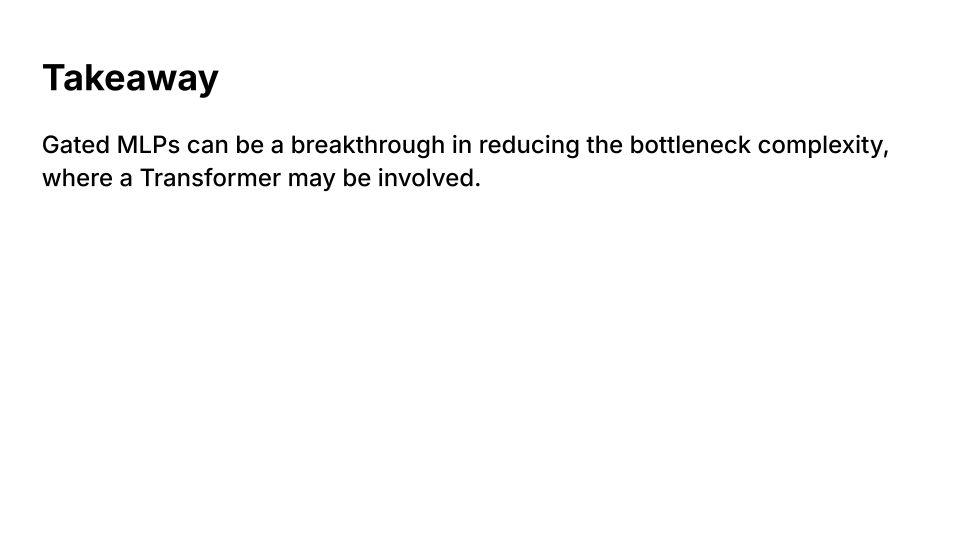 Takeaway
Gated MLPs can be a breakthrough in reducing the bottleneck complexity,
where a Transformer may be involved.